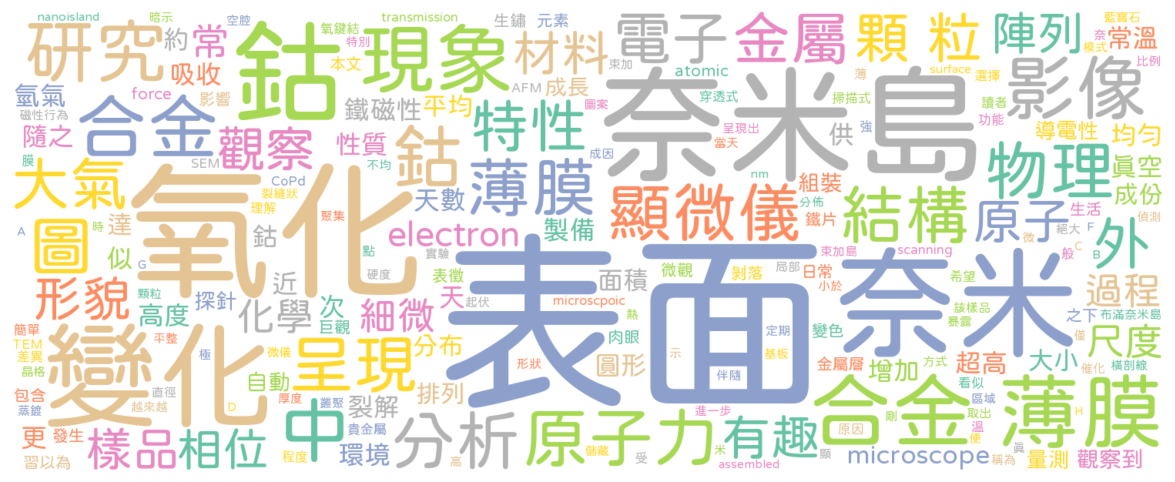 nanoisland
暗示
空腔
氧鍵結
transmission
生鏽
元素
藍寶石
研究
約
常
鈷
現象
材料
電子
金屬
顆粒
陣列
奈
常溫
模式
比例
特別
本文
吸收
束加
surface
選擇
薄
氫氣
force
影響
AFM
成長
atomic
穿透式
掃描式
讀者
功能
影像
磁性行為
鐵磁性
平均
圖案
奈米島
隨之
合金
觀察
性質
鈷
特性
呈現出
當天
供
強
導電性
均勻
膜
SEM
不均
成因
nm
物理
真空
大氣
CoPd
裂縫狀
理解
氧化
天數
薄膜
顯微儀
組裝
分佈
鐵片
結構
成份
原子
生活
偵測
絕大
F
微
C
般
B
外
圖
時
達
聚集
鈷
製備
electron
A
似
G
近
點
實驗
表面
面積
微觀
剝落
局部
日常
小於
束加島
scanning
奈米
希望
過程
形貌
顆粒
高度
探針
化學
硬度
表徵
次
巨觀
天
起伏
細微
microscpoic
熱
肉眼
定期
變色
該樣品
暴露
之下
布滿奈米島
簡單
TEM
差異
晶格
平整
極
變化
微儀
呈現
分布
圓形
示
基板
金屬層
方式
增加
超高
大小
僅
尺度
橫剖線
催化
包含
蒸鍍
直徑
越來越
D
自動
厚度
叢聚
排列
形狀
伴隨
看似
區域
取出
合金
剛
溫
便
薄膜
H
更
發生
習以為
樣品
相位
中
貴金屬
裂解
程度
環境
分析
高
原子力
儲藏
受
進一步
米
assembled
有趣
原因
顯
microscope
真
稱為
量測
觀察到